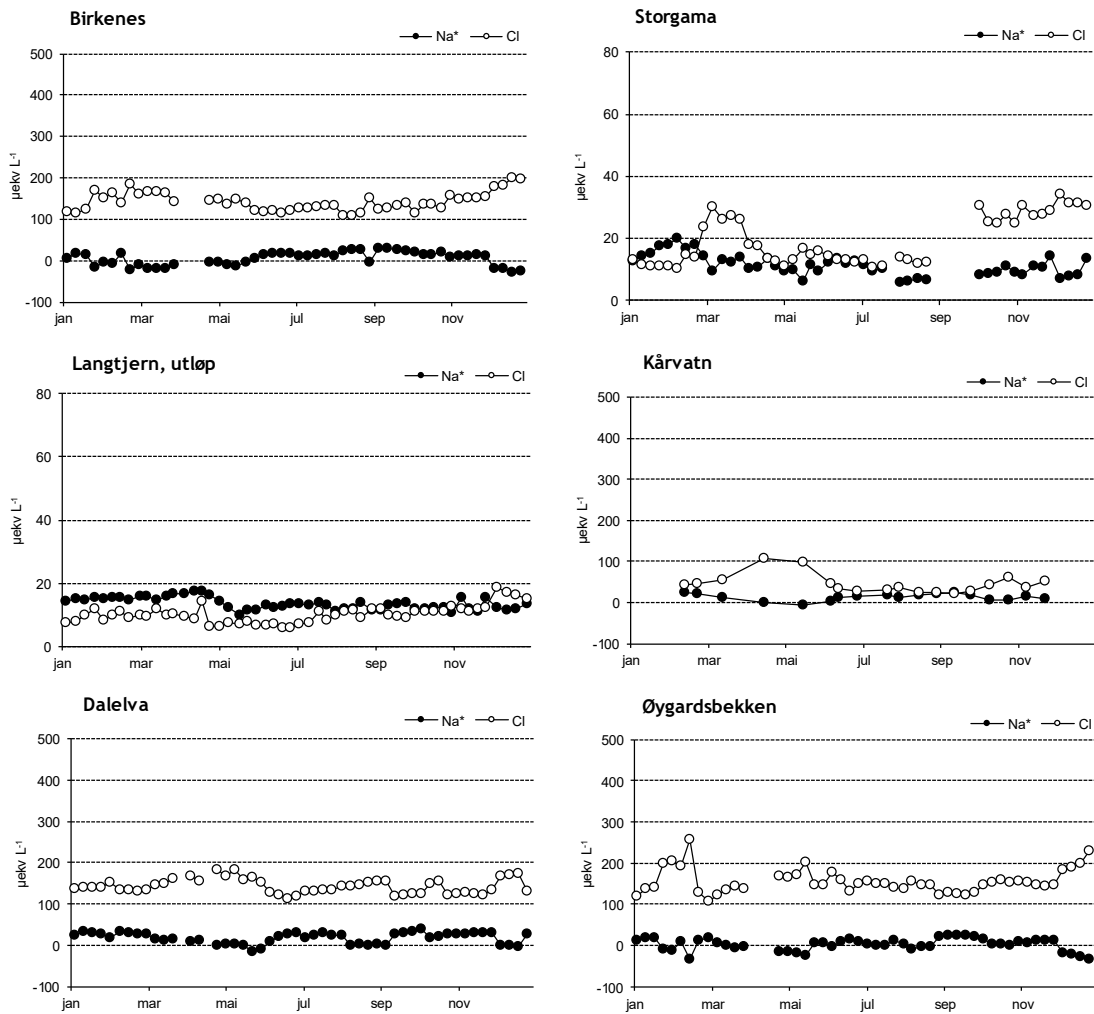 Birkenes
Na* Cl
µekv L-1
500
400
300
200
100
0
-100
jan mar mai jul sep nov
Storgama
Na* Cl
µekv L-1
80
60
40
20
0
jan mar mai jul sep nov
Langtjern, utløp
Na* Cl
µekv L-1
80
60
40
20
0
jan mar mai jul sep nov
Kårvatn
Na* Cl
µekv L-1
500
400
300
200
100
0
-100
jan mar mai jul sep nov
Dalelva
Na* Cl
µekv L-1
500
400
300
200
100
0
-100
jan mar mai jul sep nov
Øygardsbekken
Na* Cl
µekv L-1
500
400
300
200
100
0
-100
jan mar mai jul sep nov